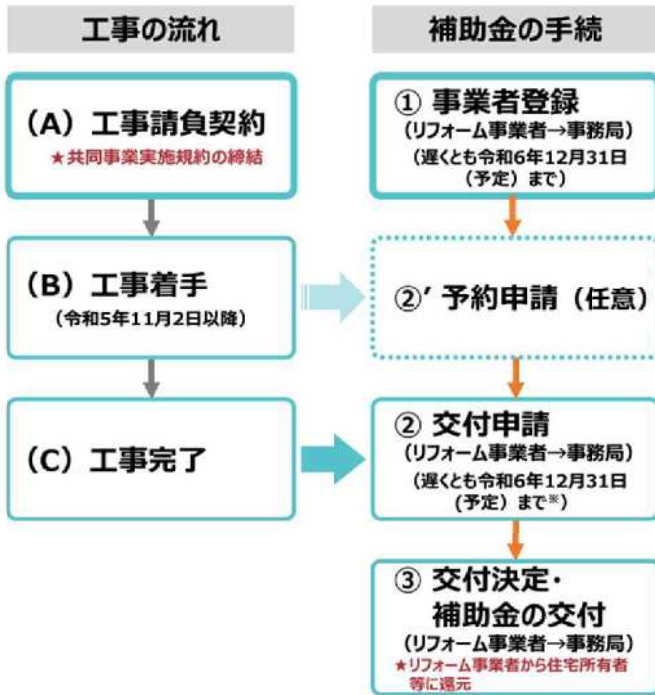 工事の流れ
(A) 工事請負契約
★共同事業実施規約の締結
(B) 工事着手
(令和5年11月2日以降)
(C) 工事完了
補助金の手続
① 事業者登録
(リフォーム事業者→事務局)
(遅くとも令和6年12月31日
(予定) まで)
②' 予約申請 (任意)
② 交付申請
(リフォーム事業者→事務局)
(遅くとも令和6年12月31日
(予定) まで※)
③ 交付決定・
補助金の交付
(リフォーム事業者→事務局)
★リフォーム事業者から住宅所有者
等に還元